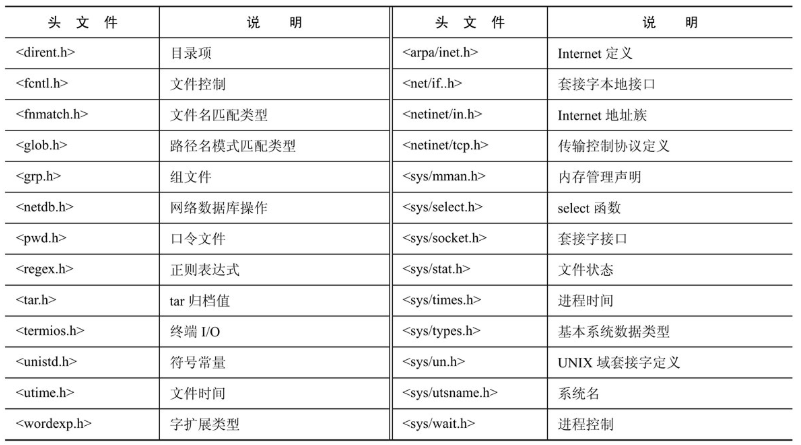 头 文 件 说 明 头 文 件 说 明
<dirent.h> 目录项 <arpa/inet.h> Internet 定义
<fcntl.h> 文件控制 <net/if..h> 套接字本地接口
<fnmatch.h> 文件名匹配类型 <netinet/in.h> Internet 地址族
<glob.h> 路径名模式匹配类型 <netinet/tcp.h> 传输控制协议定义
<grp.h> 组文件 <sys/mman.h> 内存管理声明
<netdb.h> 网络数据库操作 <sys/select.h> select 函数
<pwd.h> 口令文件 <sys/socket.h> 套接字接口
<regex.h> 正则表达式 <sys/stat.h> 文件状态
<tar.h> tar 归档值 <sys/times.h> 进程时间
<termios.h> 终端 I/O <sys/types.h> 基本系统数据类型
<unistd.h> 符号常量 <sys/un.h> UNIX 域套接字定义
<utime.h> 文件时间 <sys/utsname.h> 系统名
<wordexp.h> 字扩展类型 <sys/wait.h> 进程控制